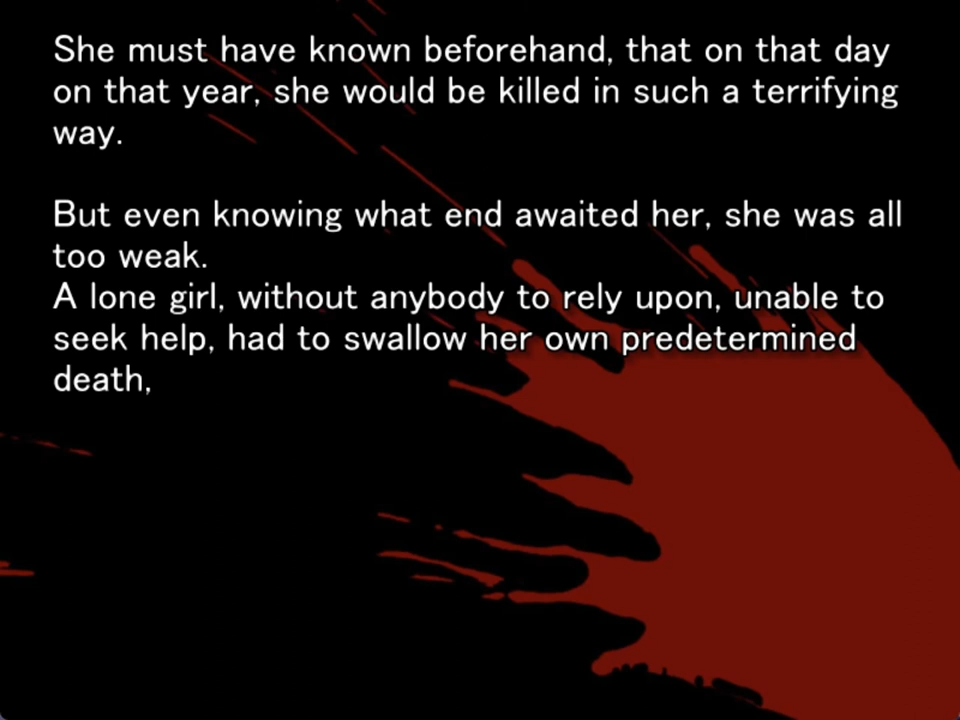 She must have known beforehand, that on that day
on that year, she would be killed in such a terrifying
way.
But even knowing what end awaited her, she was all
too weak.
A lone girl, without anybody to rely upon, unable to
seek help, had to swallow her own predetermined
death,